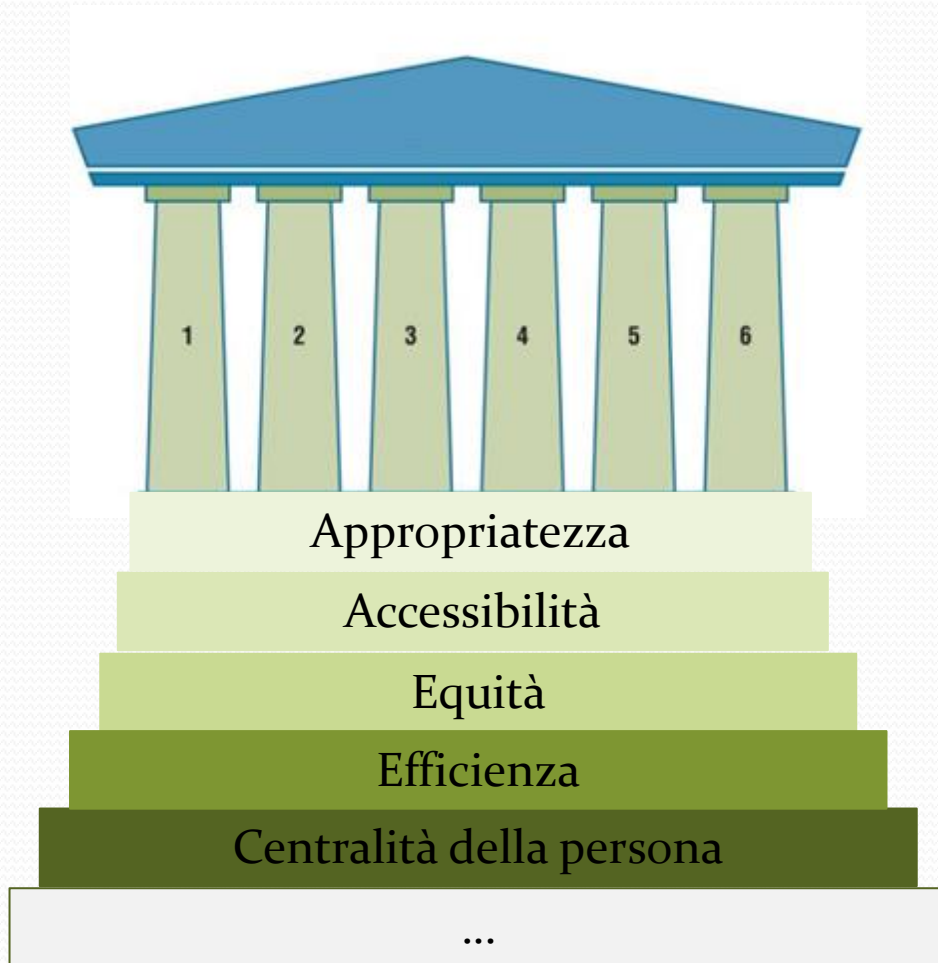 1 2 3 4 5 6
Appropriatezza
Accessibilità
Equità
Efficienza
Centralità della persona
...